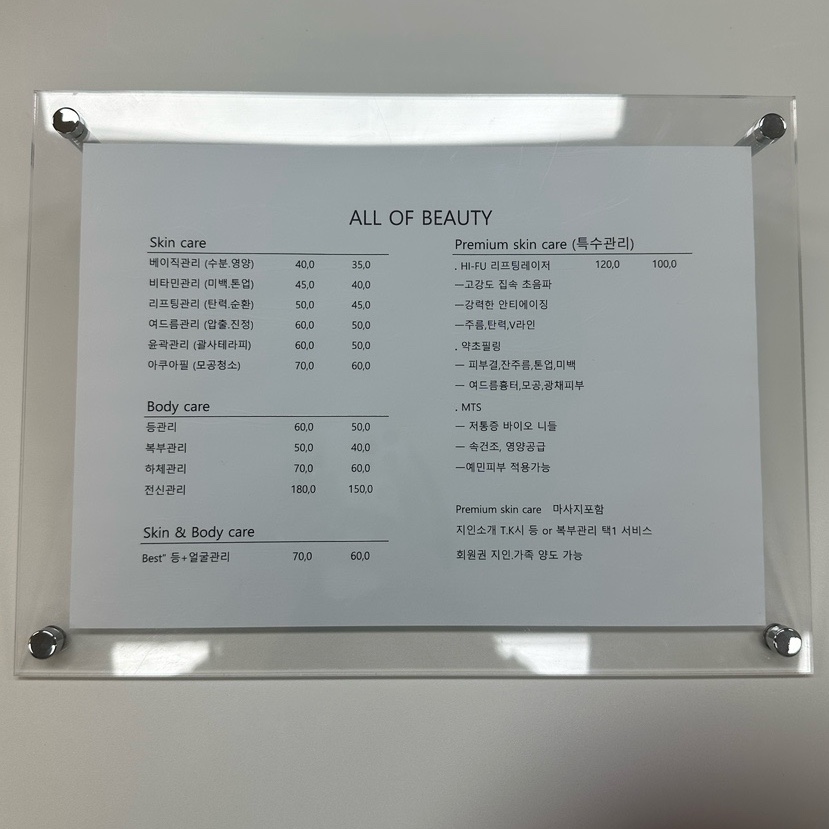 ALL OF BEAUTY
Skin care
베이직관리 (수분.영양) 40,0 35,0
비타민관리 (미백.톤업) 45,0 40,0
리프팅관리 (탄력.순환) 50,0 45,0
여드름관리 (압출.진정) 60,0 50,0
윤곽관리 (괄사테라피) 60,0 50,0
아쿠아필 (모공청소) 70,0 60,0
Body care
등관리 60,0 50,0
복부관리 50,0 40,0
하체관리 70,0 60,0
전신관리 180,0 150,0
Skin & Body care
Best" 등+얼굴관리 70,0 60,0
Premium skin care (특수관리)
. HI-FU 리프팅레이저 120,0 100,0
—고강도 집속 초음파
—강력한 안티에이징
—주름,탄력,V라인
. 약초필링
— 피부결,잔주름,톤업,미백
— 여드름흉터,모공,광채피부
. MTS
— 저통증 바이오 니들
— 속건조, 영양공급
—예민피부 적용가능
Premium skin care 마사지포함
지인소개 T.K시 등 or 복부관리 택1 서비스
회원권 지인.가족 양도 가능